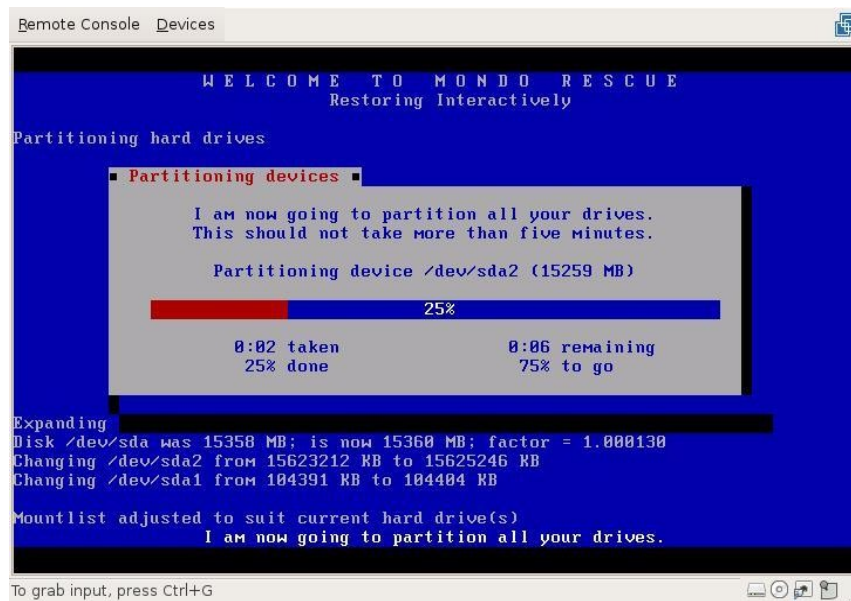 Remote Console Devices
W E L C O M E T O M O N D O R E S C U E
Restoring Interactively
Partitioning hard drives
Partitioning devices
I am now going to partition all your drives.
This should not take more than five minutes.
Partitioning device /dev/sda2 (15259 MB)
25%
0:02 taken 0:06 remaining
25% done 75% to go
Expanding
Disk /dev/sda was 15358 MB; is now 15360 MB; factor = 1.000130
Changing /dev/sda2 from 15623212 KB to 15625246 KB
Changing /dev/sda1 from 104391 KB to 104404 KB
Mountlist adjusted to suit current hard drive(s)
I am now going to partition all your drives.
To grab input, press Ctrl+G